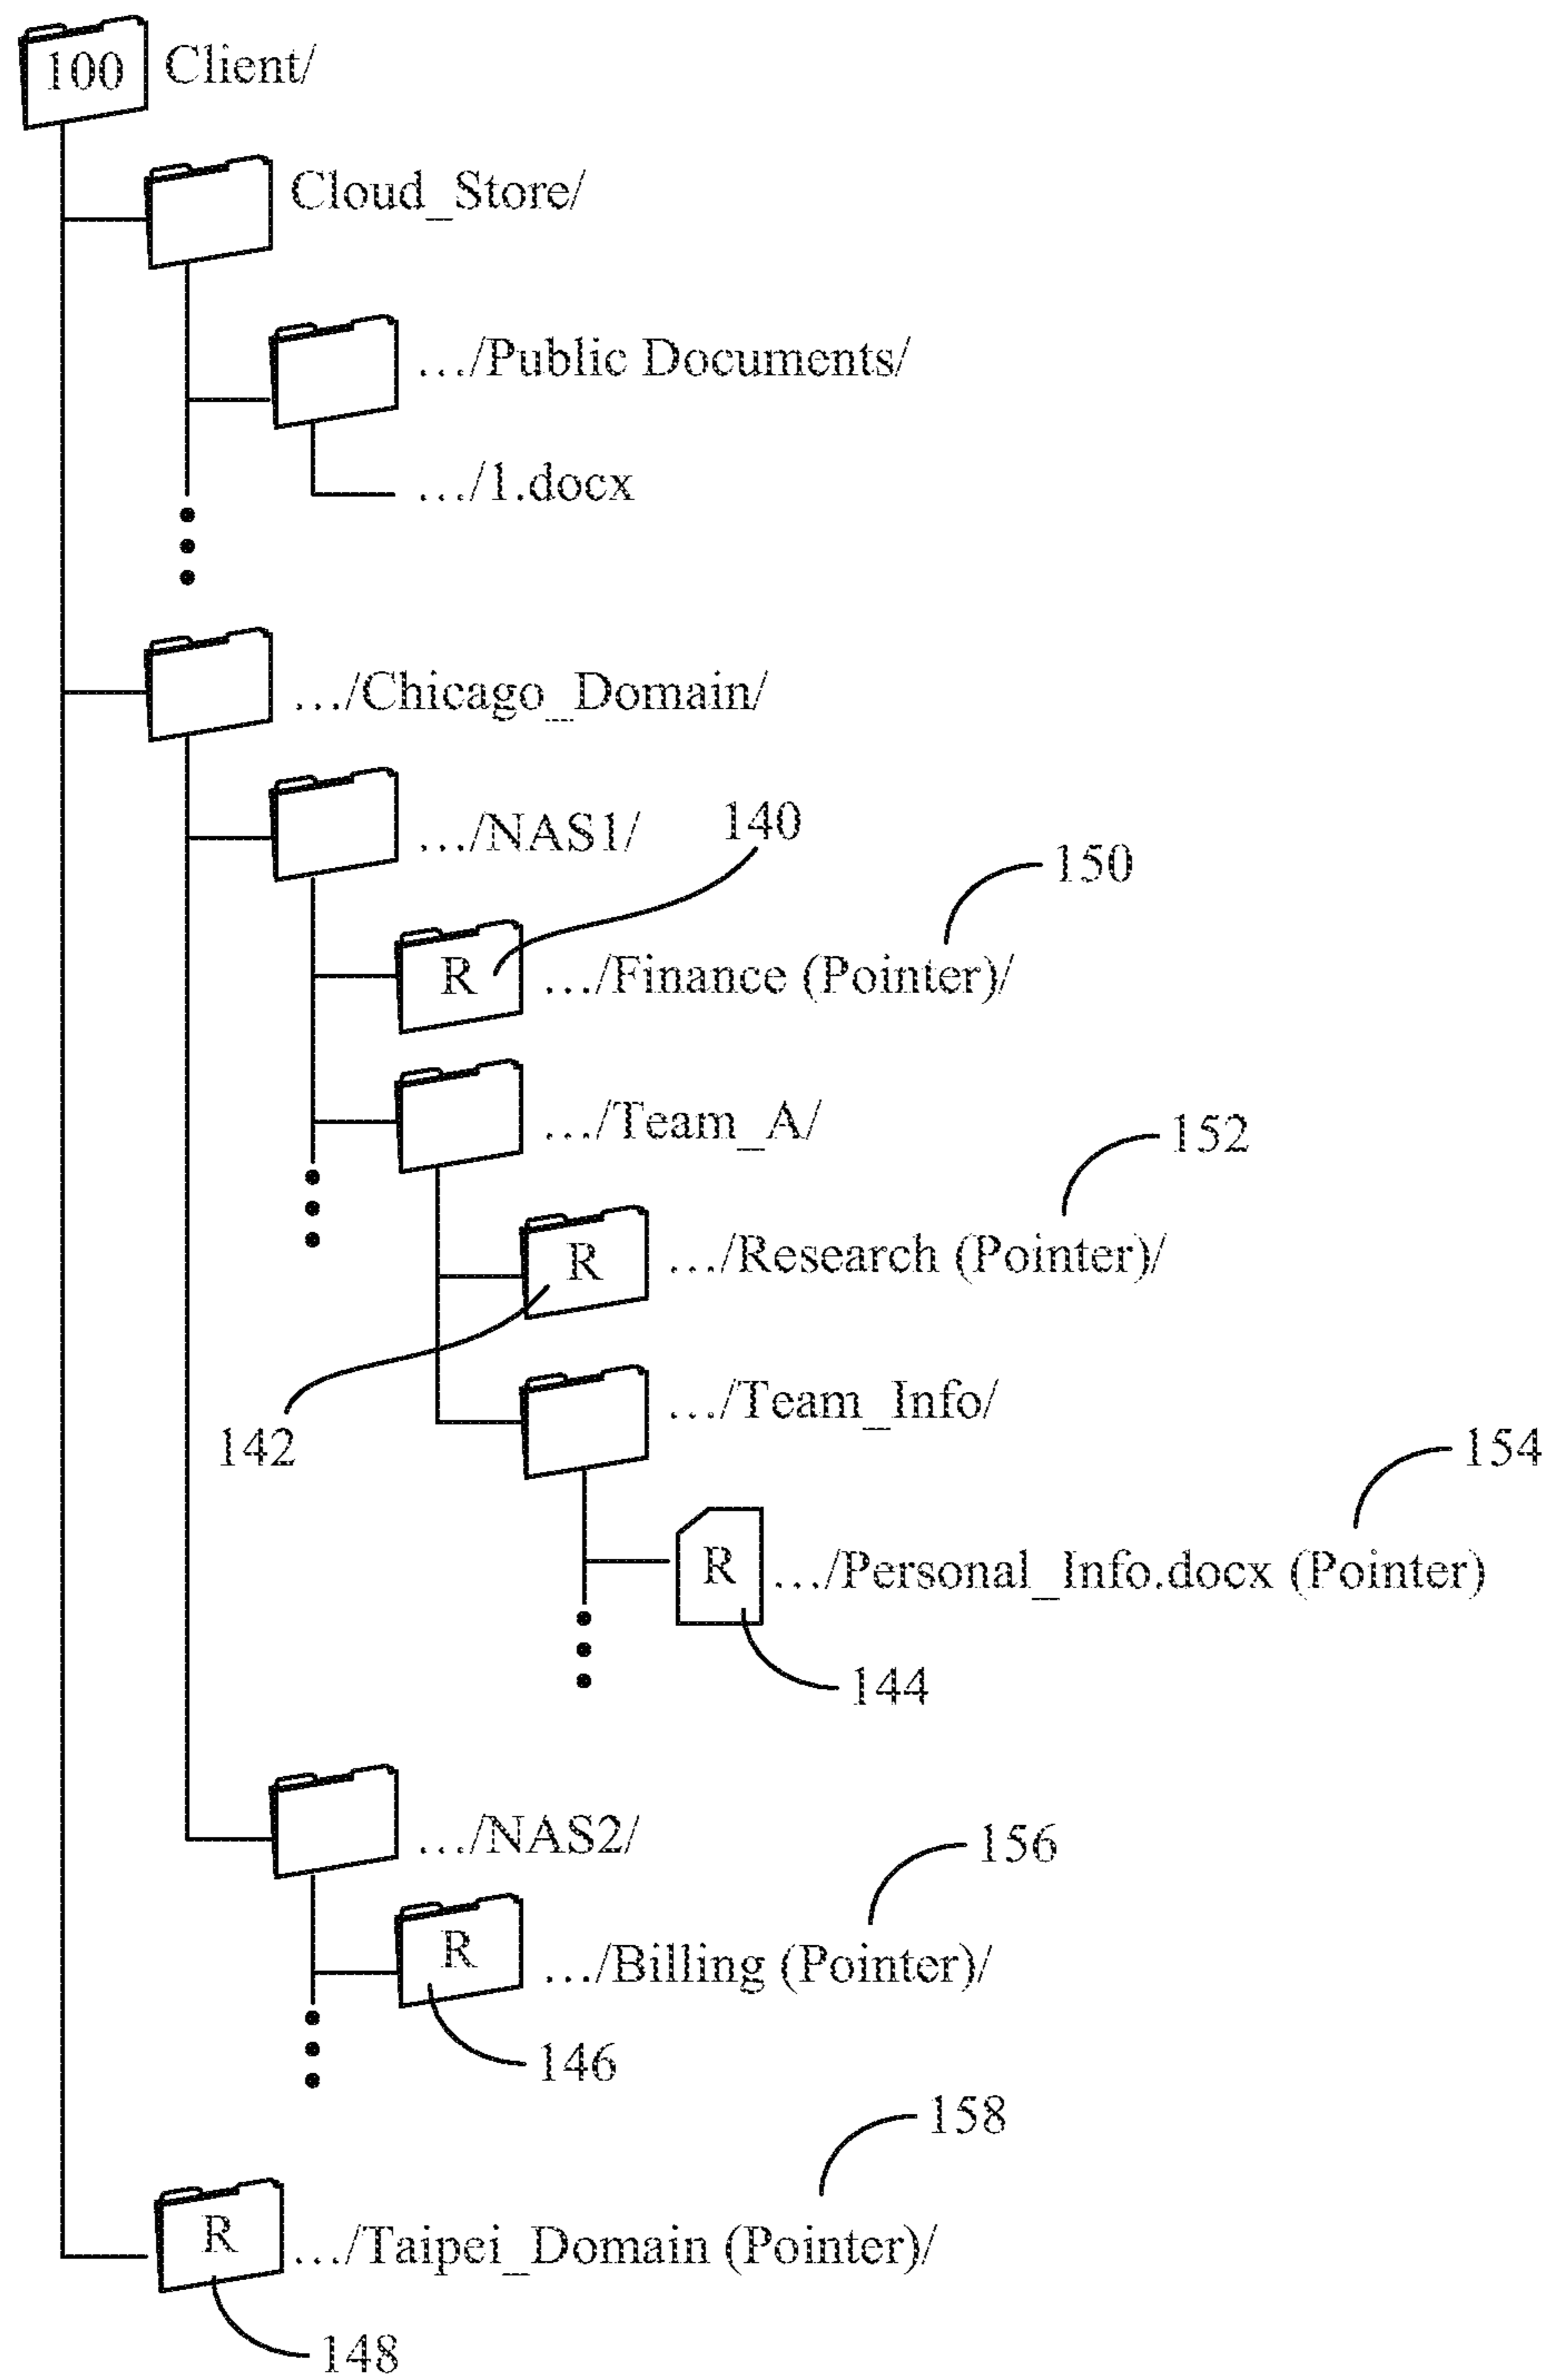 100 Client/
Cloud_Store/
…/Public Documents/
…/1.docx
…/Chicago_Domain/
…/NAS1/
140
150
R …/Finance (Pointer)/
…/Team_A/
152
R …/Research (Pointer)/
…/Team_Info/
142
154
R …/Personal_Info.docx (Pointer)
144
…/NAS2/
156
R …/Billing (Pointer)/
146
158
R …/Taipei_Domain (Pointer)/
148